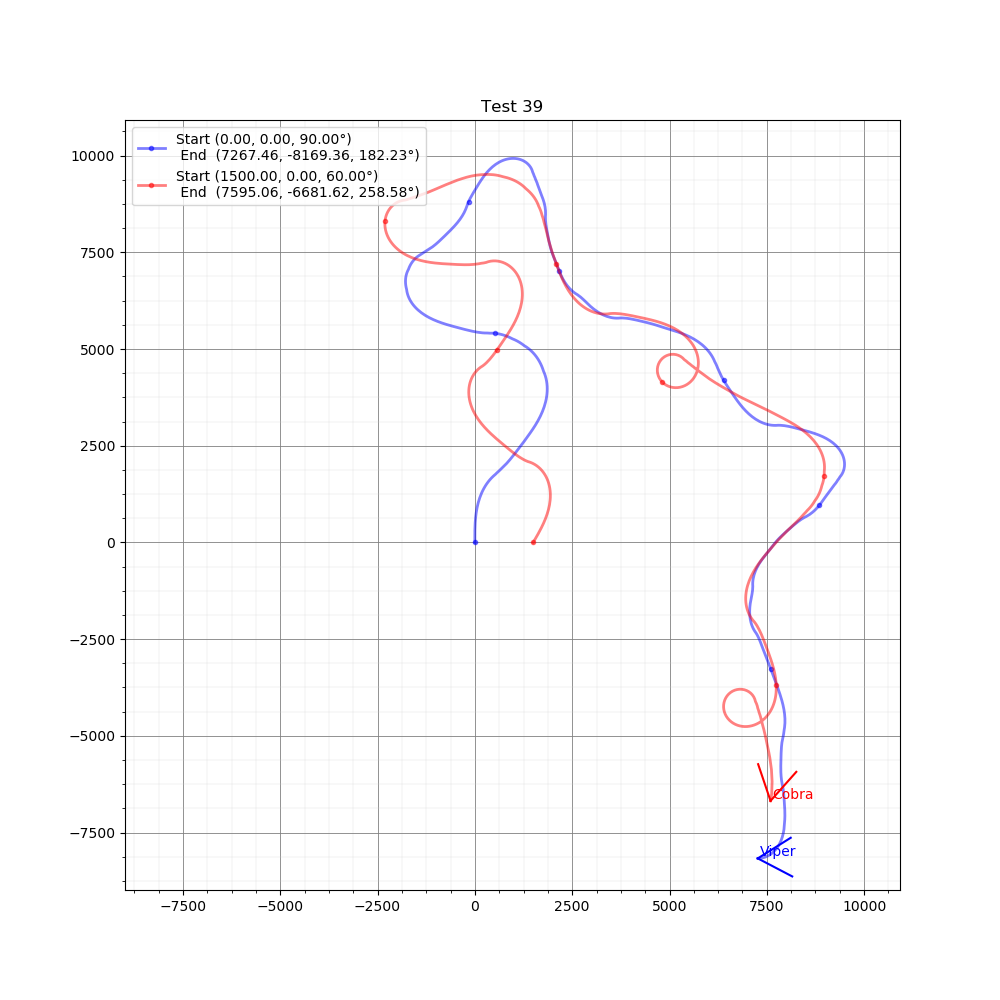 Test 39
Start (0.00, 0.00, 90.00°)
End (7267.46, -8169.36, 182.23°)
Start (1500.00, 0.00, 60.00°)
End (7595.06, -6681.62, 258.58°)
10000
7500
5000
2500
0
−2500
−5000
−7500
Cobra
Viper
−7500 −5000 −2500 0 2500 5000 7500 10000